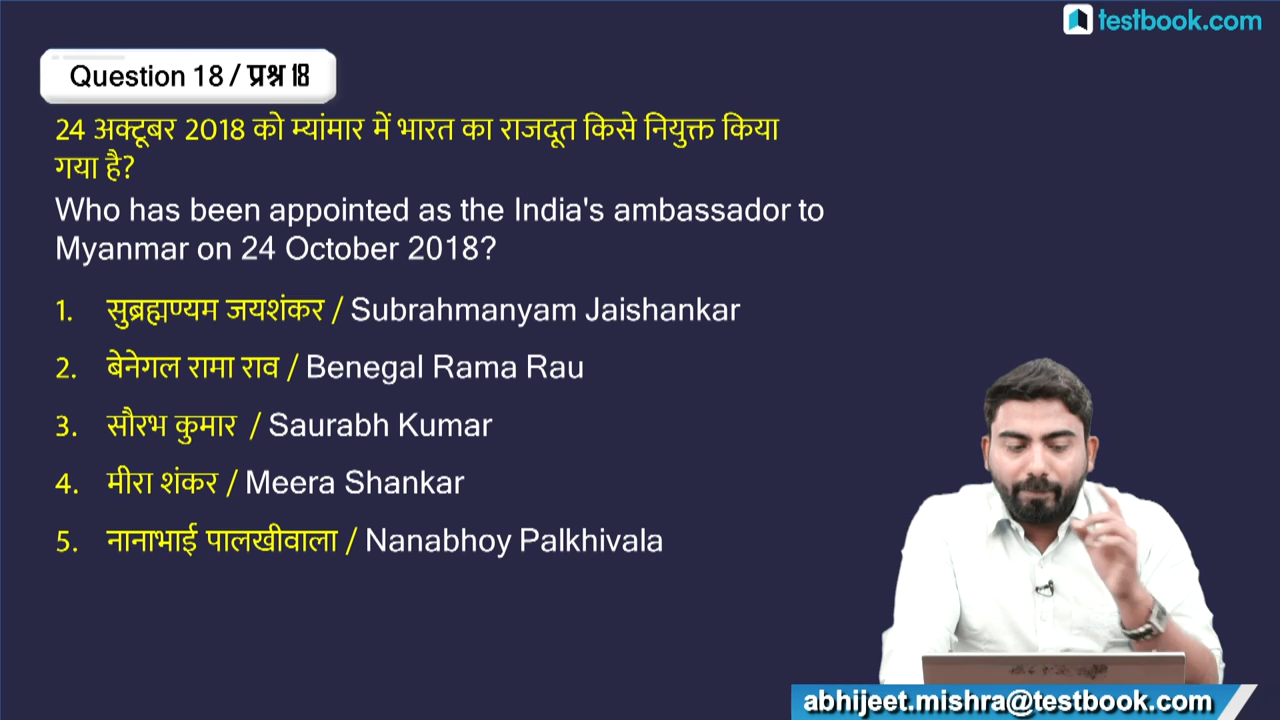 testbook.com
Question 18 / प्रश्न 18
24 अक्टूबर 2018 को म्यांमार में भारत का राजदूत किसे नियुक्त किया
गया है?
Who has been appointed as the India's ambassador to
Myanmar on 24 October 2018?
1. सुब्रह्मण्यम जयशंकर / Subrahmanyam Jaishankar
2. बेनेगल रामा राव / Benegal Rama Rau
3. सौरभ कुमार / Saurabh Kumar
4. मीरा शंकर / Meera Shankar
5. नानाभाई पालखीवाला / Nanabhoy Palkhivala
abhijeet.mishra@testbook.com